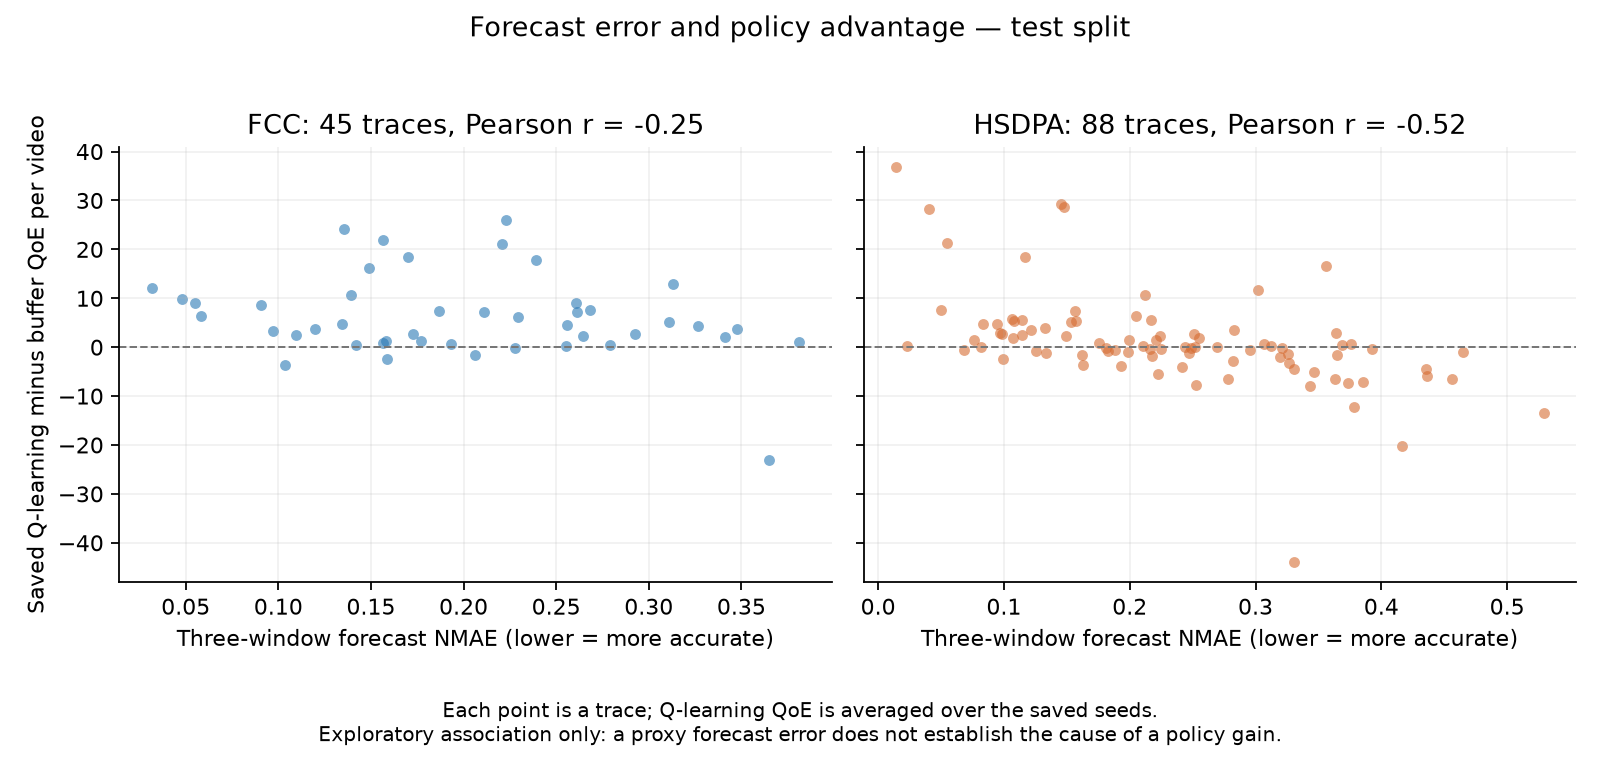 Forecast error and policy advantage — test split
FCC: 45 traces, Pearson r = -0.25
HSDPA: 88 traces, Pearson r = -0.52
Saved Q-learning minus buffer QoE per video
40
30
20
10
0
−10
−20
−30
−40
0.05 0.10 0.15 0.20 0.25 0.30 0.35
0.0 0.1 0.2 0.3 0.4 0.5
Three-window forecast NMAE (lower = more accurate)
Three-window forecast NMAE (lower = more accurate)
Each point is a trace; Q-learning QoE is averaged over the saved seeds.
Exploratory association only: a proxy forecast error does not establish the cause of a policy gain.